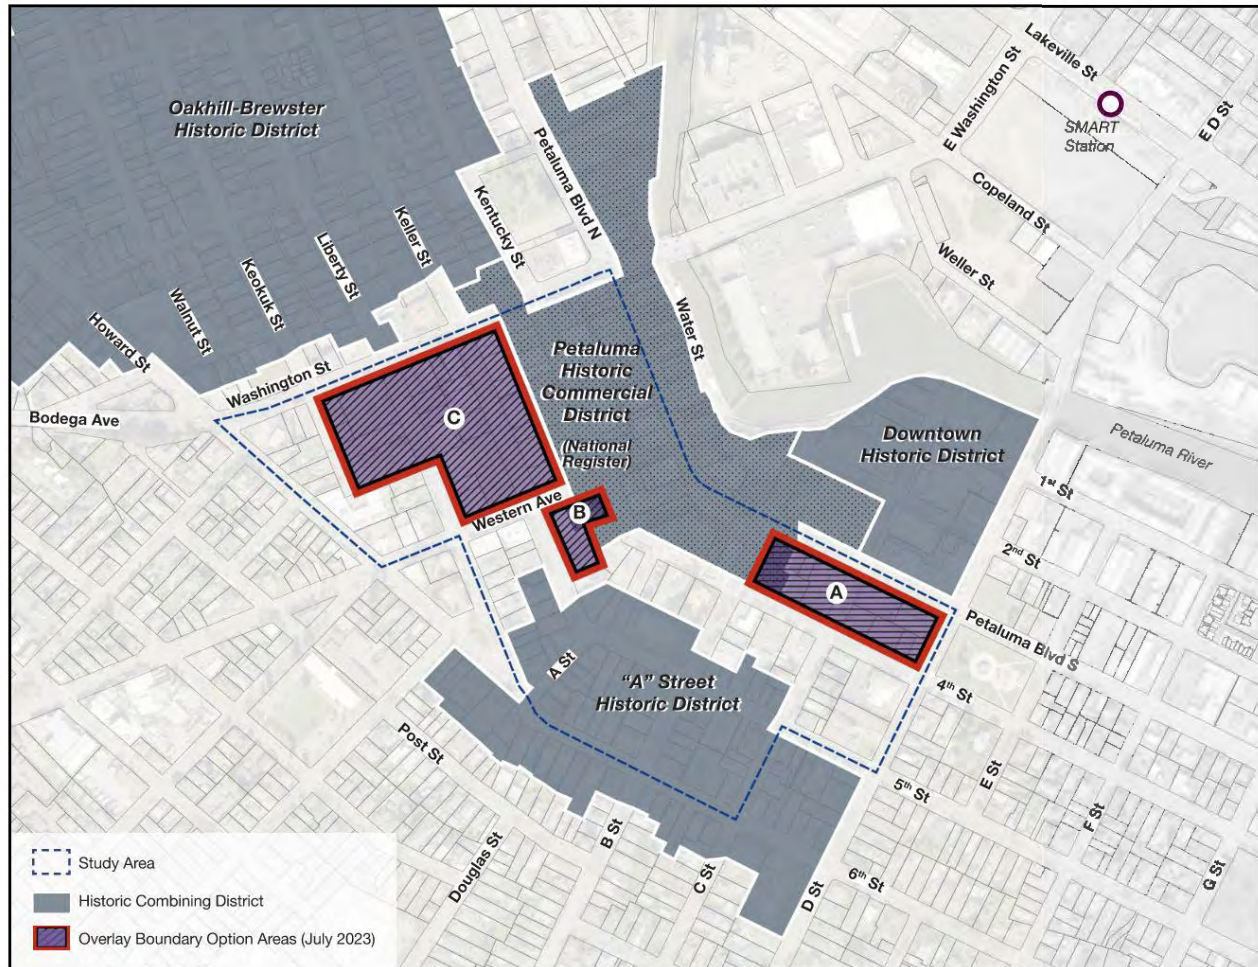 Oakhill-Brewster
Historic District
Lakeville St
E Washington St
SMART
Station
E D St
Copeland St
Weller St
Petaluma Blvd N
Kentucky St
Keller St
Liberty St
Keokuk St
Walnut St
Howard St
Washington St
Bodega Ave
Water St
Petaluma
Historic
Commercial
District
(National
Register)
C
B
Western Ave
Downtown
Historic District
Petaluma River
1st St
2nd St
A
Petaluma Blvd S
4th St
A St
"A" Street
Historic District
Post St
Douglas St
B St
C St
D St
5th St
6th St
E St
F St
G St
Study Area
Historic Combining District
Overlay Boundary Option Areas (July 2023)